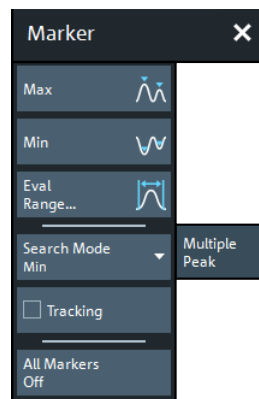 Marker
Max
Min
Eval
Range...
Search Mode
Min
Multiple
Peak
Tracking
All Markers
Off